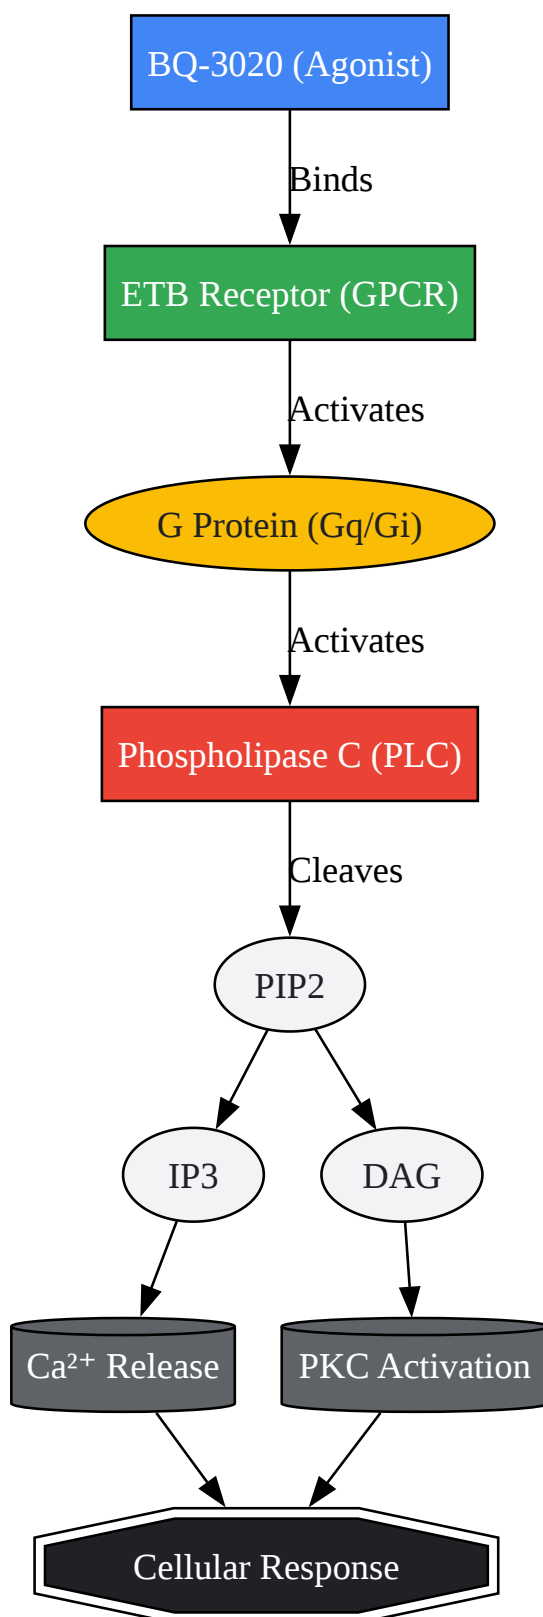 BQ-3020 (Agonist)
Binds
ETB Receptor (GPCR)
Activates
G Protein (Gq/Gi)
Activates
Phospholipase C (PLC)
Cleaves
PIP2
IP3
DAG
Ca²⁺ Release
PKC Activation
Cellular Response